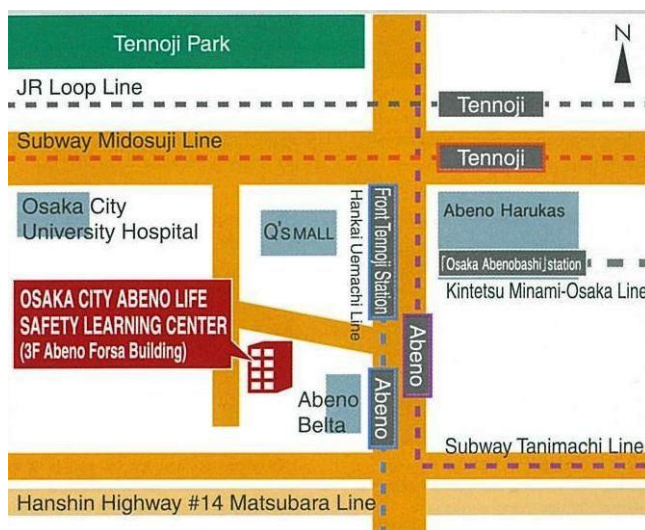 Tennoji Park
N
JR Loop Line
Tennoji
Subway Midosuji Line
Tennoji
Osaka City
University Hospital
Q'S MALL
Front Tennoji Station
Hankai Uemachi Line
Abeno Harukas
「Osaka Abenobashi」station
Kintetsu Minami-Osaka Line
OSAKA CITY ABENO LIFE
SAFETY LEARNING CENTER
(3F Abeno Forsa Building)
Abeno
Abeno
Abeno
Belta
Subway Tanimachi Line
Hanshin Highway #14 Matsubara Line